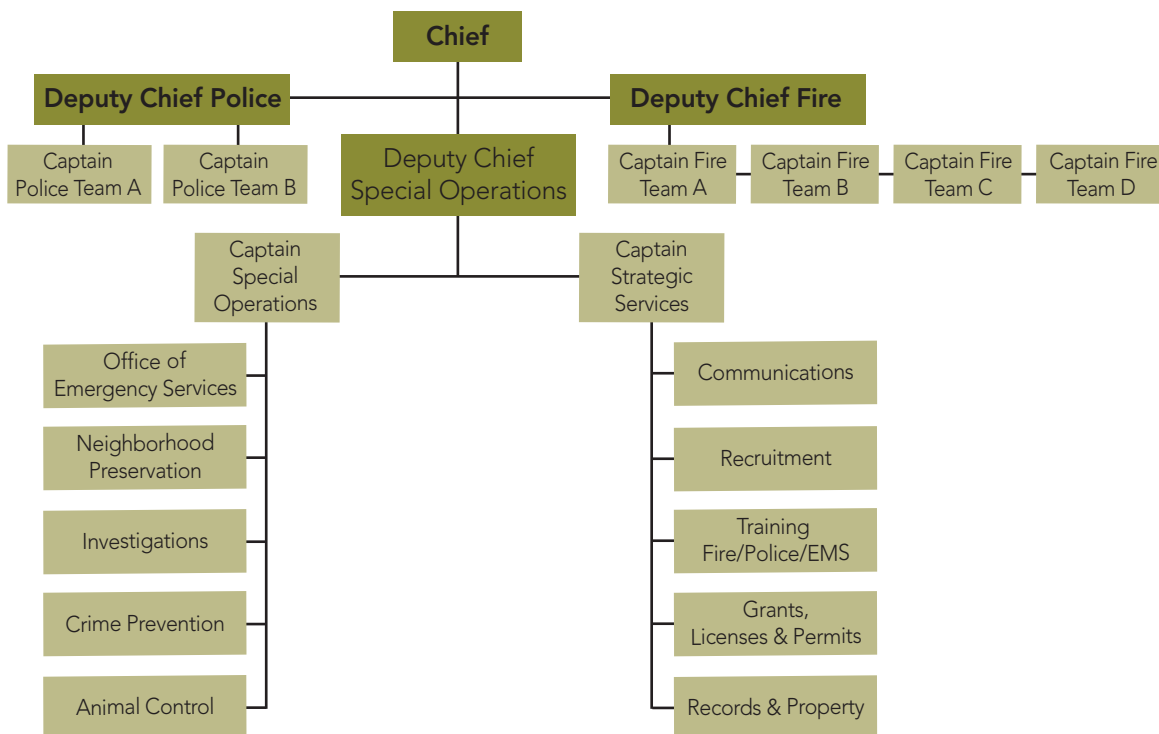 Chief
Deputy Chief Police
Deputy Chief Fire
Captain
Police Team A
Captain
Police Team B
Deputy Chief
Special Operations
Captain Fire
Team A
Captain Fire
Team B
Captain Fire
Team C
Captain Fire
Team D
Captain
Special
Operations
Captain
Strategic
Services
Office of
Emergency Services
Neighborhood
Preservation
Investigations
Crime Prevention
Animal Control
Communications
Recruitment
Training
Fire/Police/EMS
Grants,
Licenses & Permits
Records & Property